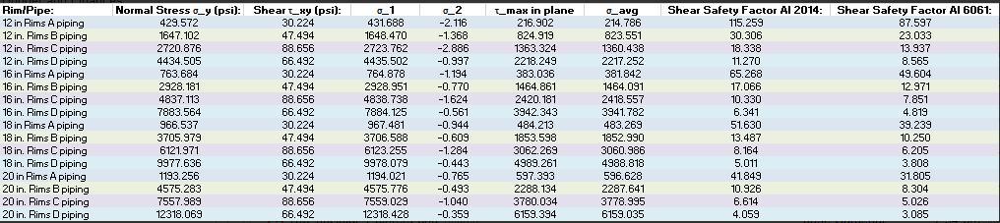 Rim/Pipe: Normal Stress σ_y (psi): Shear τ_xy (psi): σ_1 σ_2 τ_max in plane σ_avg Shear Safety Factor Al 2014: Shear Safety Factor Al 6061:
12 in Rims A piping 429.572 30.224 431.688 -2.116 216.902 214.786 115.259 87.597
12 in. Rims B piping 1647.102 47.494 1648.470 -1.368 824.919 823.551 30.306 23.033
12 in. Rims C piping 2720.876 88.656 2723.762 -2.886 1363.324 1360.438 18.338 13.937
12 in. Rims D piping 4434.505 66.492 4435.502 -0.997 2218.249 2217.252 11.270 8.565
16 in Rims A piping 763.684 30.224 764.878 -1.194 383.036 381.842 65.268 49.604
16 in. Rims B piping 2928.181 47.494 2928.951 -0.770 1464.861 1464.091 17.066 12.971
16 in. Rims C piping 4837.113 88.656 4838.738 -1.624 2420.181 2418.557 10.330 7.851
16 in. Rims D piping 7883.564 66.492 7884.125 -0.561 3942.343 3941.782 6.341 4.819
18 in Rims A piping 966.537 30.224 967.481 -0.944 484.213 483.269 51.630 39.239
18 in. Rims B piping 3705.979 47.494 3706.588 -0.609 1853.598 1852.990 13.487 10.250
18 in. Rims C piping 6121.971 88.656 6123.255 -1.284 3062.269 3060.986 8.164 6.205
18 in. Rims D piping 9977.636 66.492 9978.079 -0.443 4989.261 4988.818 5.011 3.808
20 in Rims A piping 1193.256 30.224 1194.021 -0.765 597.393 596.628 41.849 31.805
20 in. Rims B piping 4575.283 47.494 4575.776 -0.493 2288.134 2287.641 10.926 8.304
20 in. Rims C piping 7557.989 88.656 7559.029 -1.040 3780.034 3778.995 6.614 5.026
20 in. Rims D piping 12318.069 66.492 12318.428 -0.359 6159.394 6159.035 4.059 3.085